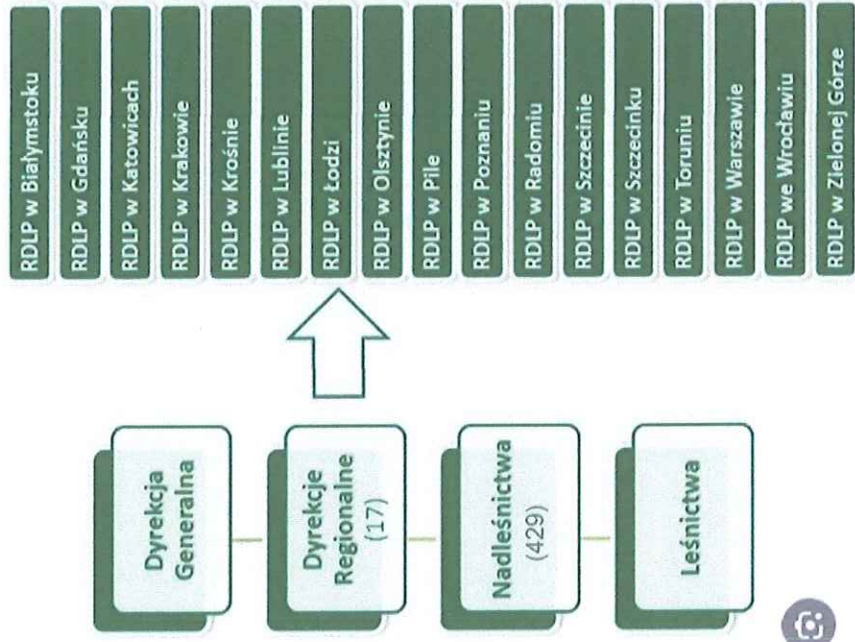 Dyrekcja
Generalna
Dyrekcje
Regionalne
(17)
Nadleśnictwa
(429)
Leśnictwa
RDLP w Białymstoku
RDLP w Gdańsku
RDLP w Katowicach
RDLP w Krakowie
RDLP w Krośnie
RDLP w Lublinie
RDLP w Łodzi
RDLP w Olsztynie
RDLP w Pile
RDLP w Poznaniu
RDLP w Radomiu
RDLP w Szczecinie
RDLP w Szczecinku
RDLP w Toruniu
RDLP w Warszawie
RDLP we Wrocławiu
RDLP w Zielonej Górze